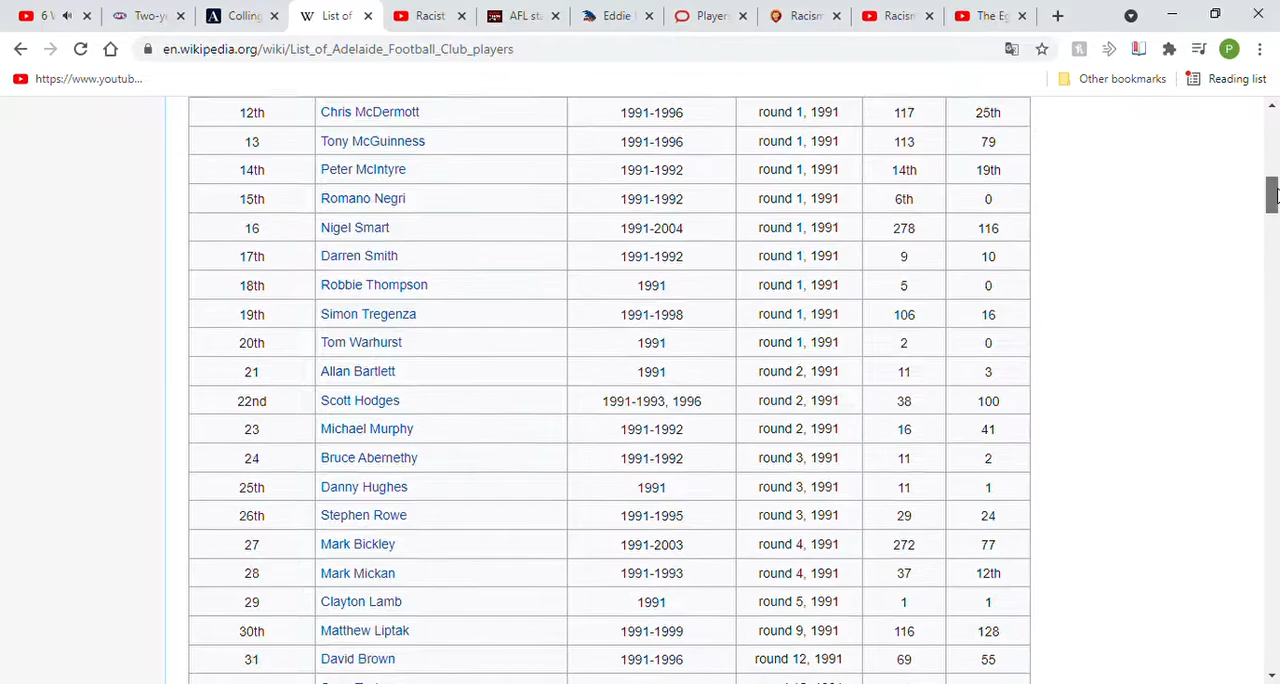 6 V
Two-y
Colling
List of
Racist
AFL sta
Eddie
Player
Racism
Racism
The Eg
en.wikipedia.org/wiki/List_of_Adelaide_Football_Club_players
P
https://www.youtub...
Other bookmarks
Reading list
12th Chris McDermott 1991-1996 round 1, 1991 117 25th
13 Tony McGuinness 1991-1996 round 1, 1991 113 79
14th Peter McIntyre 1991-1992 round 1, 1991 14th 19th
15th Romano Negri 1991-1992 round 1, 1991 6th 0
16 Nigel Smart 1991-2004 round 1, 1991 278 116
17th Darren Smith 1991-1992 round 1, 1991 9 10
18th Robbie Thompson 1991 round 1, 1991 5 0
19th Simon Tregenza 1991-1998 round 1, 1991 106 16
20th Tom Warhurst 1991 round 1, 1991 2 0
21 Allan Bartlett 1991 round 2, 1991 11 3
22nd Scott Hodges 1991-1993, 1996 round 2, 1991 38 100
23 Michael Murphy 1991-1992 round 2, 1991 16 41
24 Bruce Abernethy 1991-1992 round 3, 1991 11 2
25th Danny Hughes 1991 round 3, 1991 11 1
26th Stephen Rowe 1991-1995 round 3, 1991 29 24
27 Mark Bickley 1991-2003 round 4, 1991 272 77
28 Mark Mickan 1991-1993 round 4, 1991 37 12th
29 Clayton Lamb 1991 round 5, 1991 1 1
30th Matthew Liptak 1991-1999 round 9, 1991 116 128
31 David Brown 1991-1996 round 12, 1991 69 55